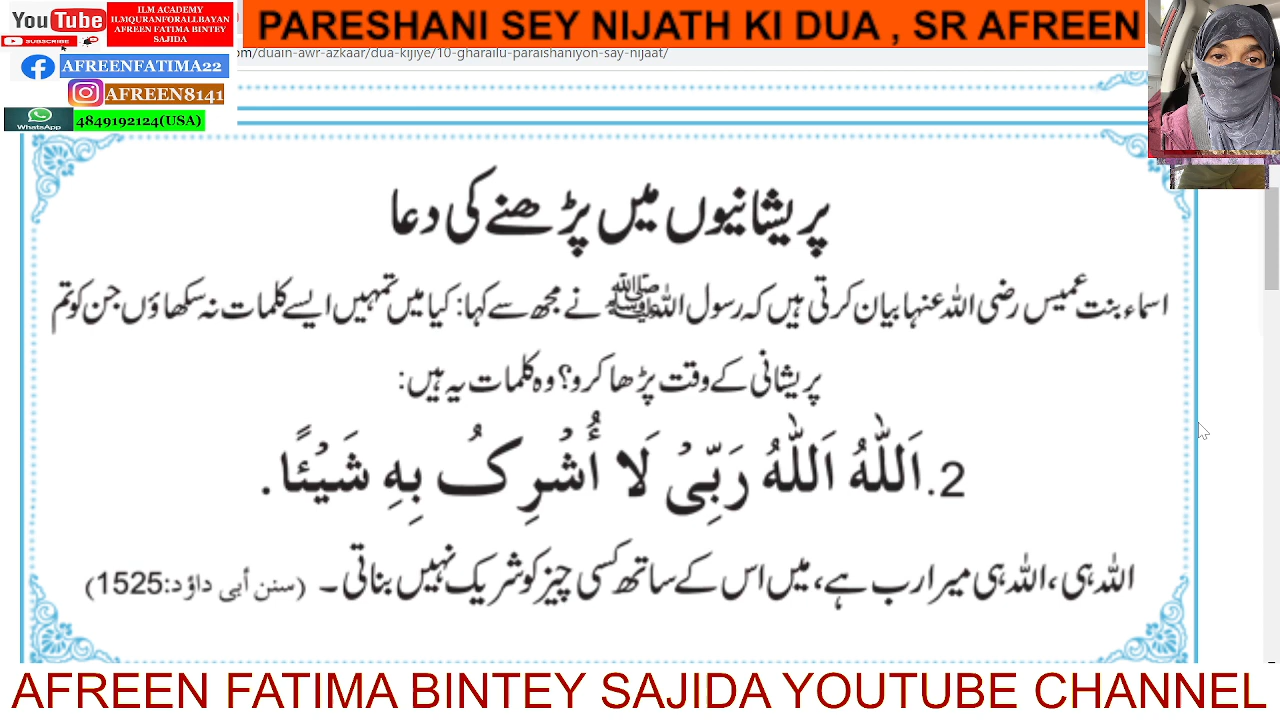 YouTube
SUBSCRIBE
ILM ACADEMY
ILMQURANFORALLBAYAN
AFREEN FATIMA BINTEY
SAJIDA
PARESHANI SEY NIJATH KI DUA , SR AFREEN
om/duain-awr-azkaar/dua-kijiye/10-gharailu-paraishaniyon-say-nijaat/
AFREENFATIMA22
AFREEN8141
WhatsApp
4849192124(USA)
پریشانیوں میں پڑھنے کی دعا
اسماء بنت عمیس رضی اللہ عنہا بیان کرتی ہیں کہ رسول اللہ ﷺ نے مجھ سے کہا: کیا میں تمہیں ایسے کلمات نہ سکھاؤں جن کو تم
پریشانی کے وقت پڑھا کرو؟ وہ کلمات یہ ہیں:
2. اَللّٰهُ اَللّٰهُ رَبِّیْ لَا أُشْرِكُ بِهِ شَیْئًا.
اللہ ہی، اللہ ہی میرا رب ہے، میں اس کے ساتھ کسی چیز کو شریک نہیں بناتی۔ (سنن أبی داؤد:1525)
AFREEN FATIMA BINTEY SAJIDA YOUTUBE CHANNEL